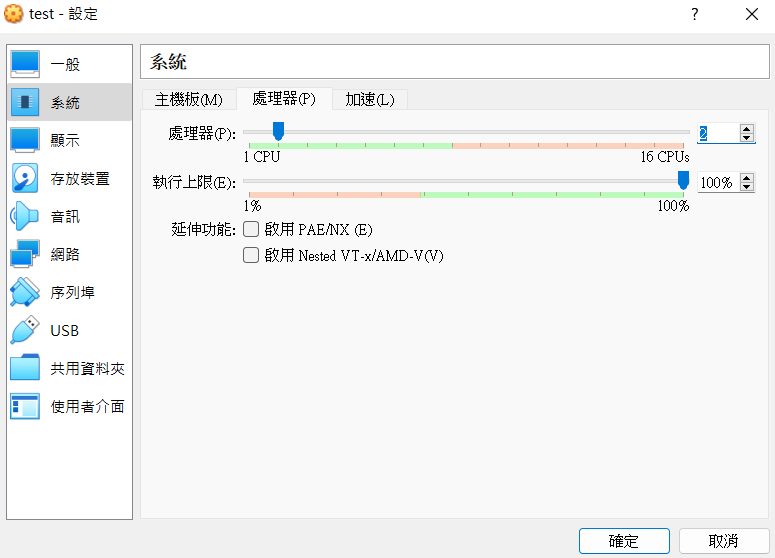 test - 設定
?
一般
系統
顯示
存放裝置
音訊
網路
序列埠
USB
共用資料夾
使用者介面
系統
主機板(M) 處理器(P) 加速(L)
處理器(P): 2
1 CPU 16 CPUs
執行上限(E): 100%
1% 100%
延伸功能: 啟用 PAE/NX (E)
啟用 Nested VT-x/AMD-V(V)
確定 取消